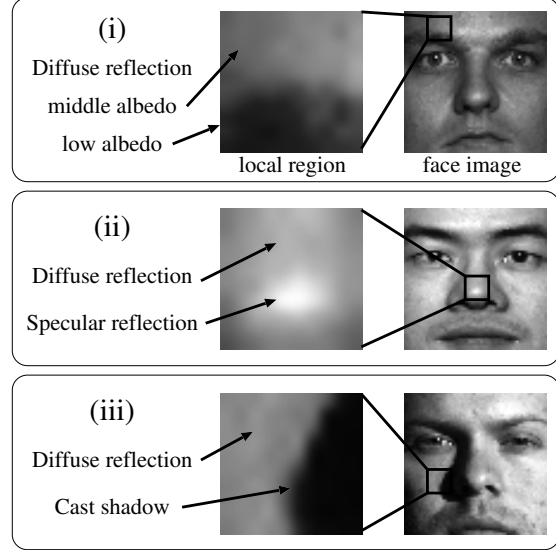 (i)
Diffuse reflection
middle albedo
low albedo
local region
face image
(ii)
Diffuse reflection
Specular reflection
(iii)
Diffuse reflection
Cast shadow